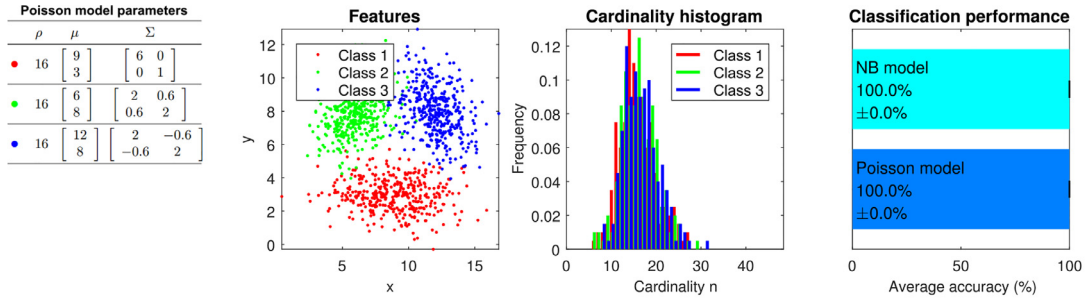 Poisson model parameters
ρ μ Σ
16 [9 3] [6 0 0 1]
16 [6 8] [2 0.6 0.6 2]
16 [12 8] [2 −0.6 −0.6 2]
Features
Class 1
Class 2
Class 3
12
10
8
6
4
2
0
y
5 10 15
x
Cardinality histogram
Class 1
Class 2
Class 3
0.12
0.1
0.08
0.06
0.04
0.02
0
Frequency
0 10 20 30 40
Cardinality n
Classification performance
NB model
100.0%
±0.0%
Poisson model
100.0%
±0.0%
0 50 100
Average accuracy (%)